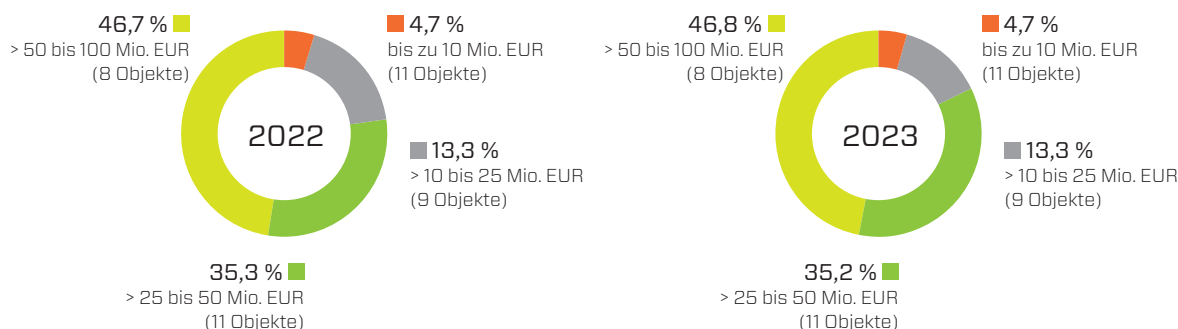 46,7 %
> 50 bis 100 Mio. EUR
(8 Objekte)
4,7 %
bis zu 10 Mio. EUR
(11 Objekte)
2022
13,3 %
> 10 bis 25 Mio. EUR
(9 Objekte)
35,3 %
> 25 bis 50 Mio. EUR
(11 Objekte)
46,8 %
> 50 bis 100 Mio. EUR
(8 Objekte)
4,7 %
bis zu 10 Mio. EUR
(11 Objekte)
2023
13,3 %
> 10 bis 25 Mio. EUR
(9 Objekte)
35,2 %
> 25 bis 50 Mio. EUR
(11 Objekte)